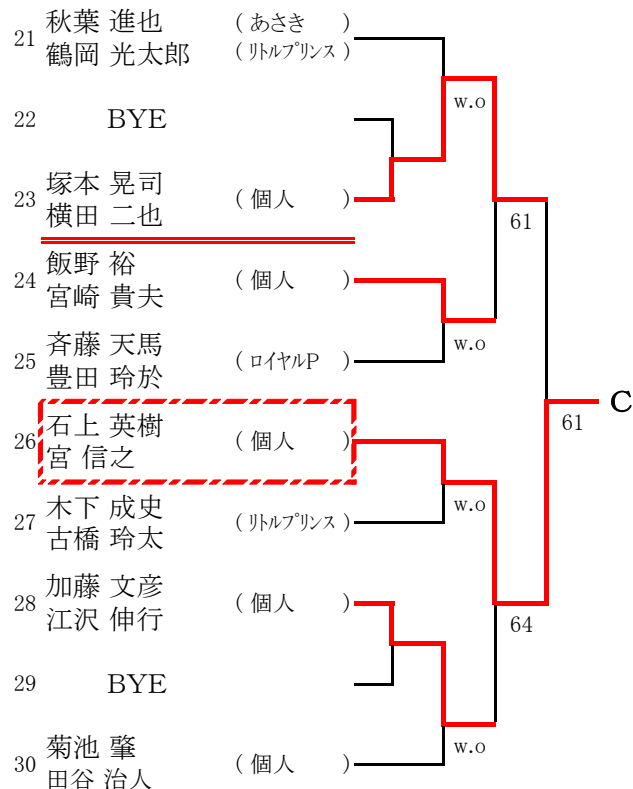 21 秋葉 進也 (あさき)
鶴岡 光太郎 (リトルプリンス)
w.o
22 BYE
23 塚本 晃司 (個人)
横田 二也
61
24 飯野 裕 (個人)
宮崎 貴夫
w.o
25 斉藤 天馬 (ロイヤルP)
豊田 玲於
C
61
26 石上 英樹 (個人)
宮 信之
w.o
27 木下 成史 (リトルプリンス)
古橋 玲太
28 加藤 文彦 (個人)
江沢 伸行
64
29 BYE
w.o
30 菊池 肇 (個人)
田谷 治人